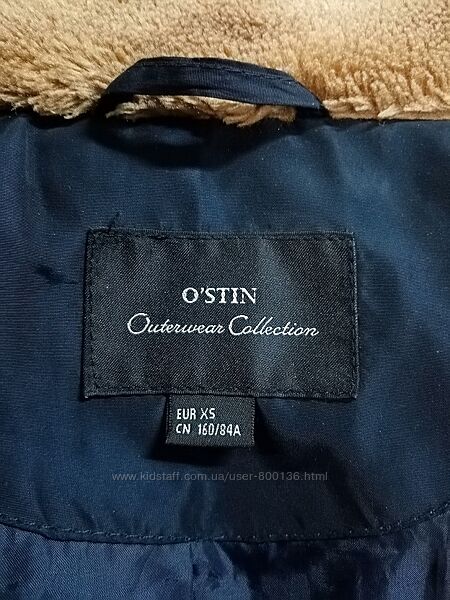 O'STIN
Outerwear Collection
EUR XS
CN 160/84A
www.kidstaff.com.ua/user-800136.html